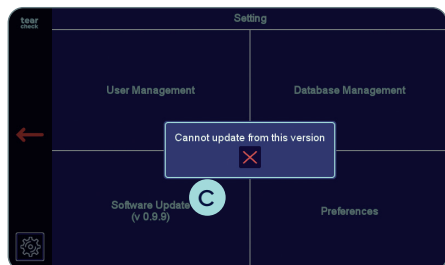 tear
check
Setting
User Management
Database Management
Cannot update from this version
C
Software Update
(v 0.9.9)
Preferences